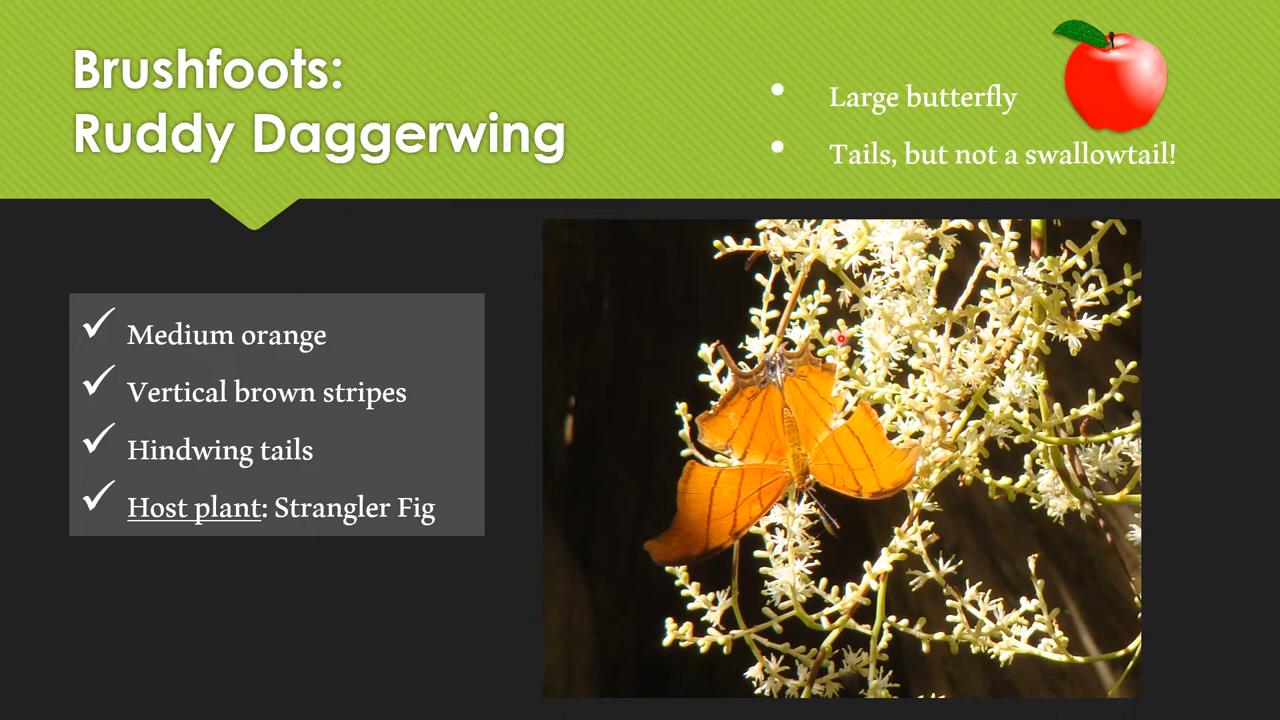 Brushfoots:
Ruddy Daggerwing
Large butterfly
Tails, but not a swallowtail!
Medium orange
Vertical brown stripes
Hindwing tails
Host plant: Strangler Fig